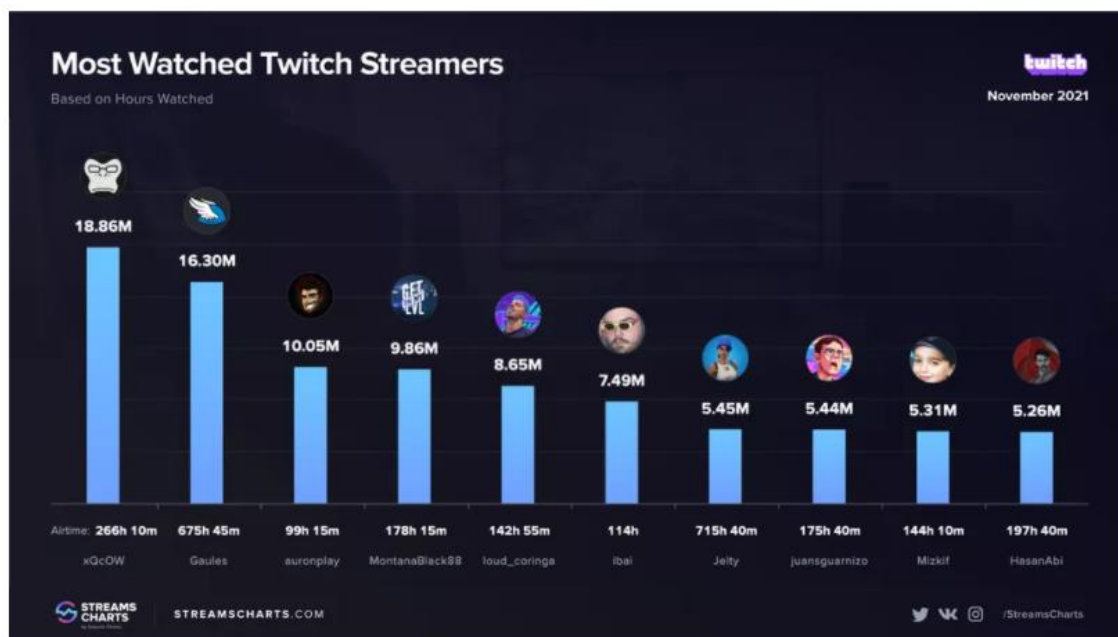 Most Watched Twitch Streamers
twitch
Based on Hours Watched
November 2021
18.86M
16.30M
10.05M
9.86M
8.65M
7.49M
5.45M
5.44M
5.31M
5.26M
GET
LVL
Airtime: 266h 10m 675h 45m 99h 15m 178h 15m 142h 55m 114h 715h 40m 175h 40m 144h 10m 197h 40m
xQcOW Gaules auronplay MontanaBlack88 loud_coringa ibai Jelty juansguarnizo Mizkif HasanAbi
STREAMS
CHARTS
STREAMSCHARTS.COM
/StreamsCharts